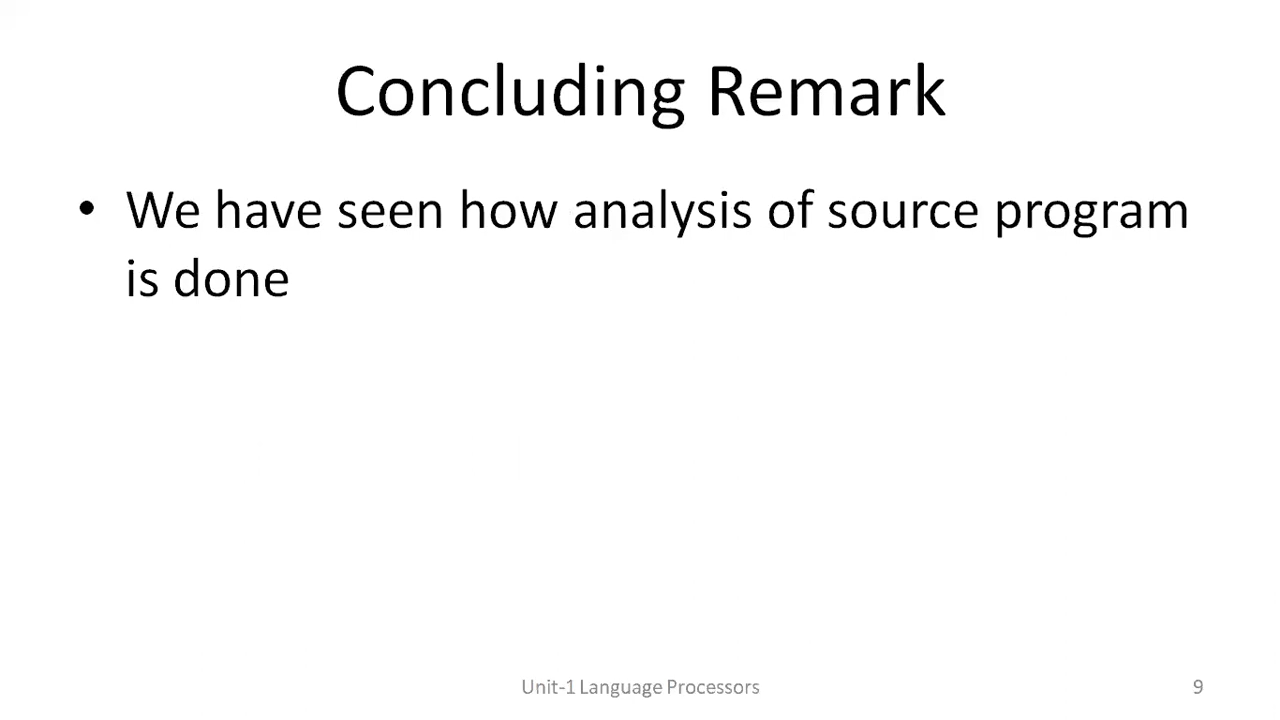 Concluding Remark
• We have seen how analysis of source program
is done
Unit-1 Language Processors
9